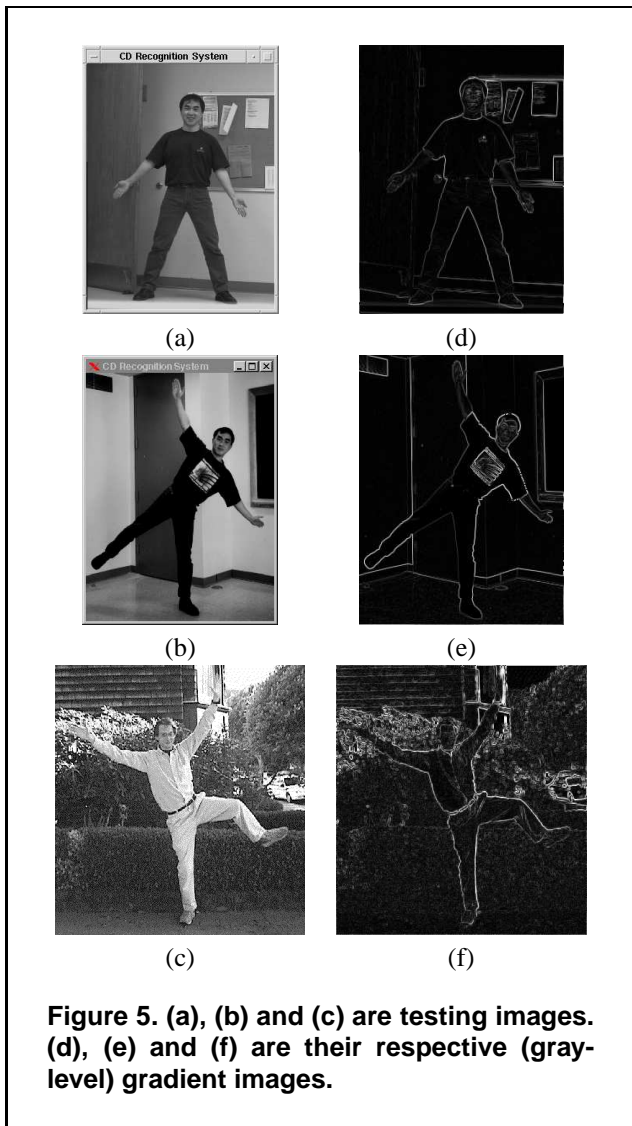 CD Recognition System
(a)
(d)
CD Recognition System
(b)
(e)
(c)
(f)
Figure 5. (a), (b) and (c) are testing images.
(d), (e) and (f) are their respective (gray-
level) gradient images.